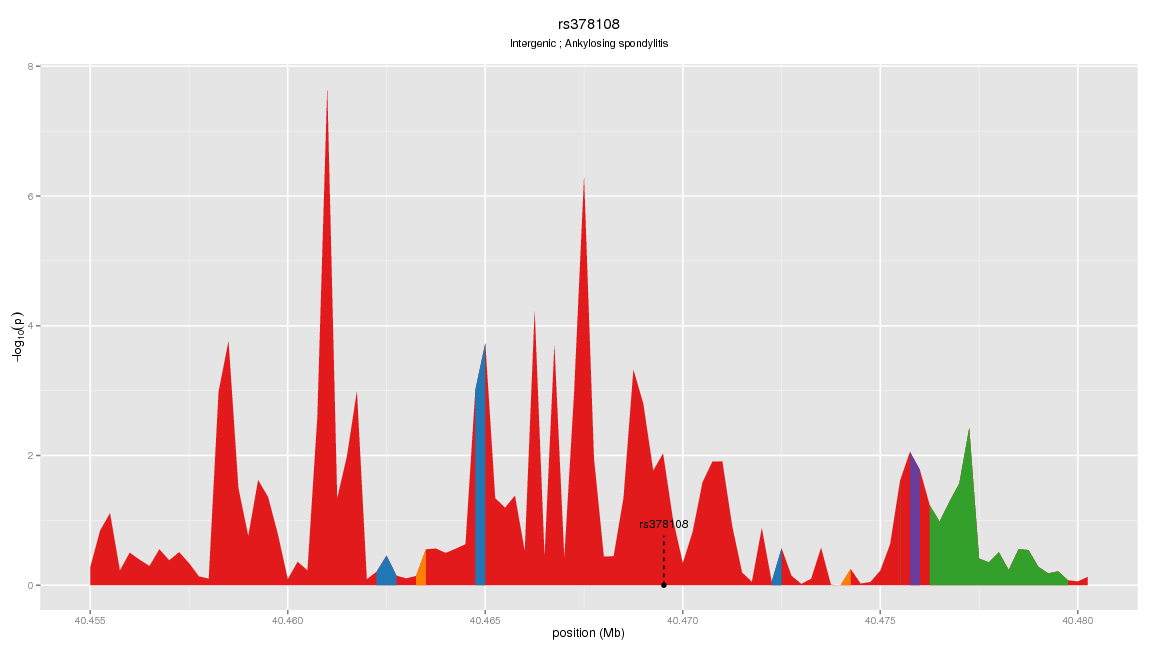 rs378108
Intergenic ; Ankylosing spondylitis
8
6
4
2
0
−log10(p)
rs378108
40.455 40.460 40.465 40.470 40.475 40.480
position (Mb)